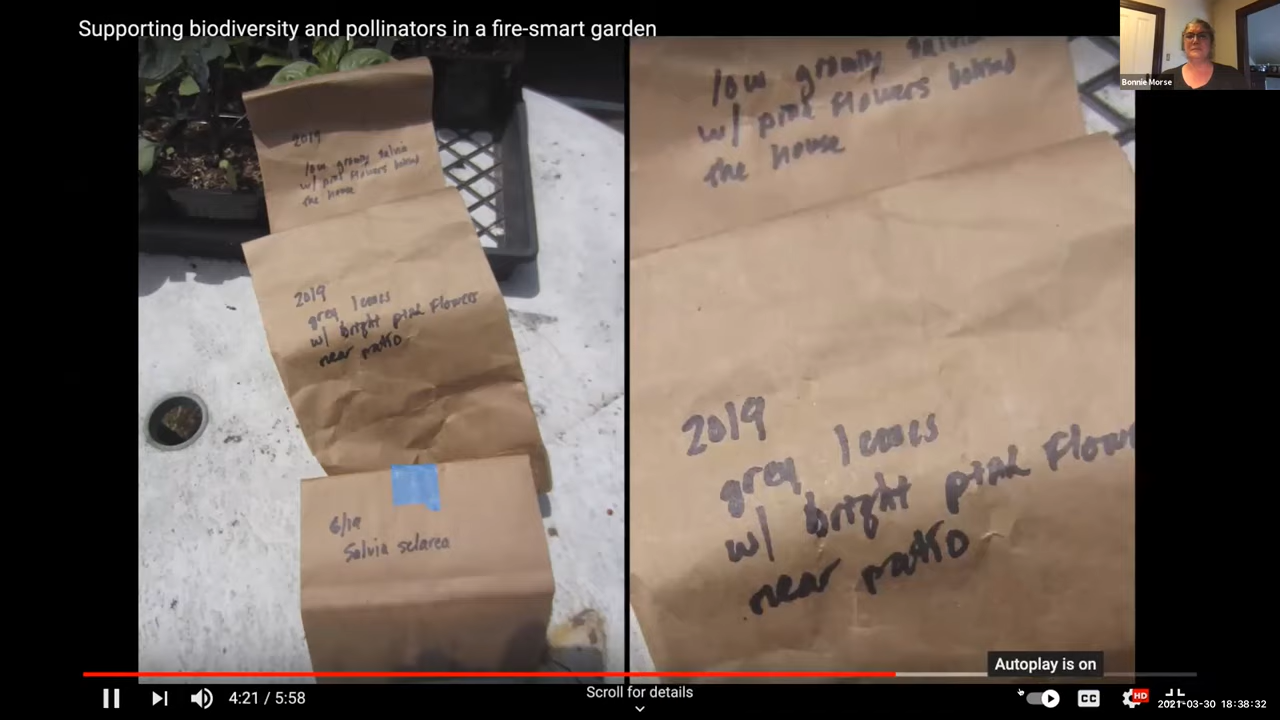 Supporting biodiversity and pollinators in a fire-smart garden
Bonnie Morse
2019
low growing salvia
w/ pink flowers behind
the house
2019
grey leaves
w/ bright pink flowers
near patio
6/19
Salvia sclarea
low growing salvia
w/ pink flowers behind
the house
2019
grey leaves
w/ bright pink flower
near patio
Autoplay is on
4:21 / 5:58
Scroll for details
CC
HD
2021-03-30 18:38:32